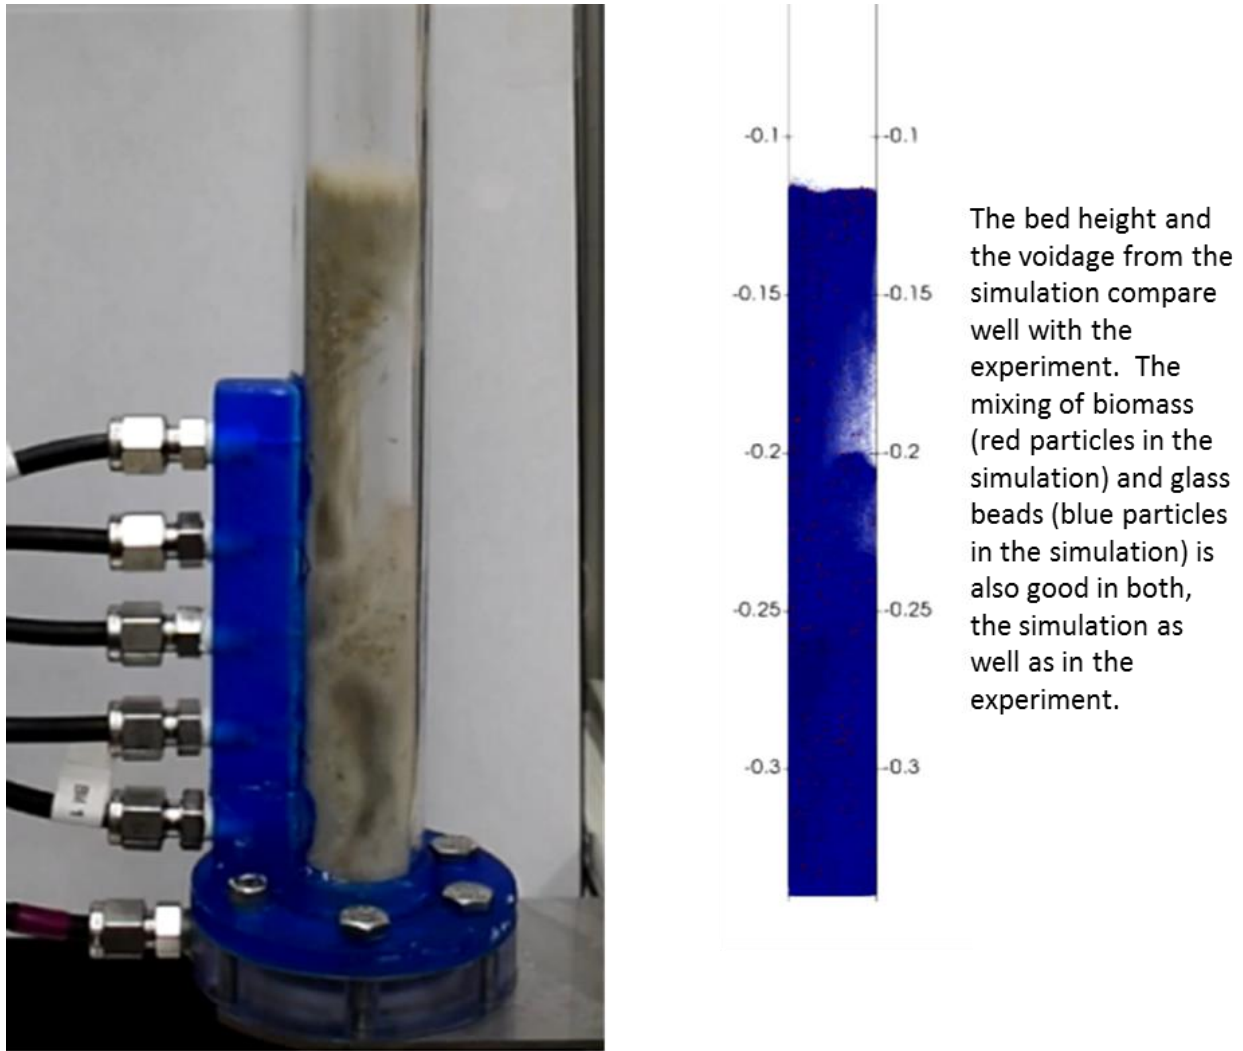 -0.1 -0.1
-0.15 -0.15
-0.2 -0.2
-0.25 -0.25
-0.3 -0.3
The bed height and
the voidage from the
simulation compare
well with the
experiment.  The
mixing of biomass
(red particles in the
simulation) and glass
beads (blue particles
in the simulation) is
also good in both,
the simulation as
well as in the
experiment.